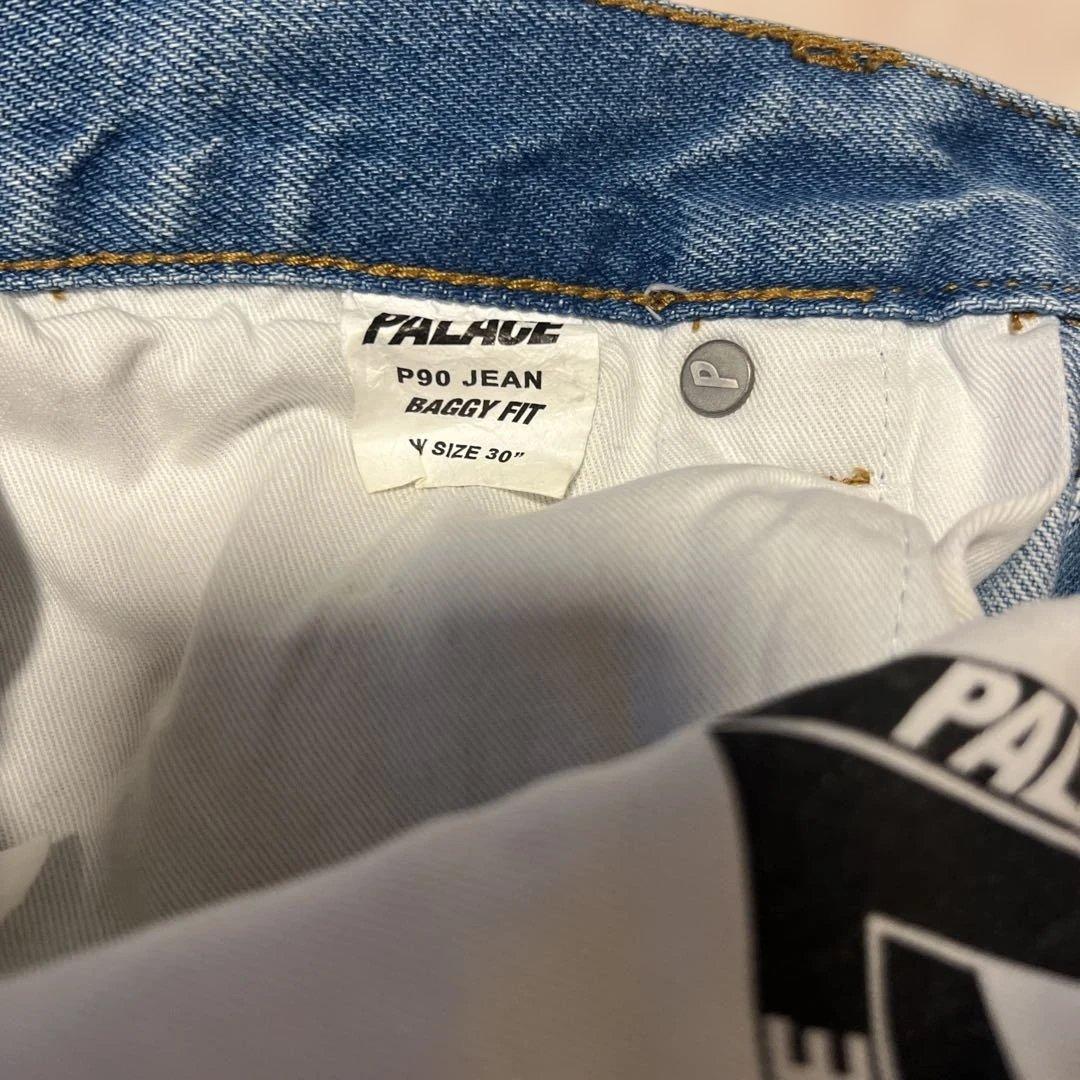 PALACE
P90 JEAN
BAGGY FIT
SIZE 30”
P
PAL
E